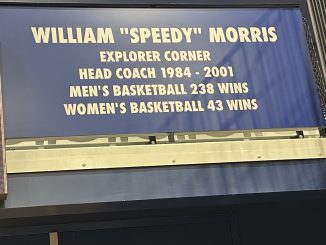 WILLIAM "SPEEDY" MORRIS
EXPLORER CORNER
HEAD COACH 1984 - 2001
MEN'S BASKETBALL 238 WINS
WOMEN'S BASKETBALL 43 WINS